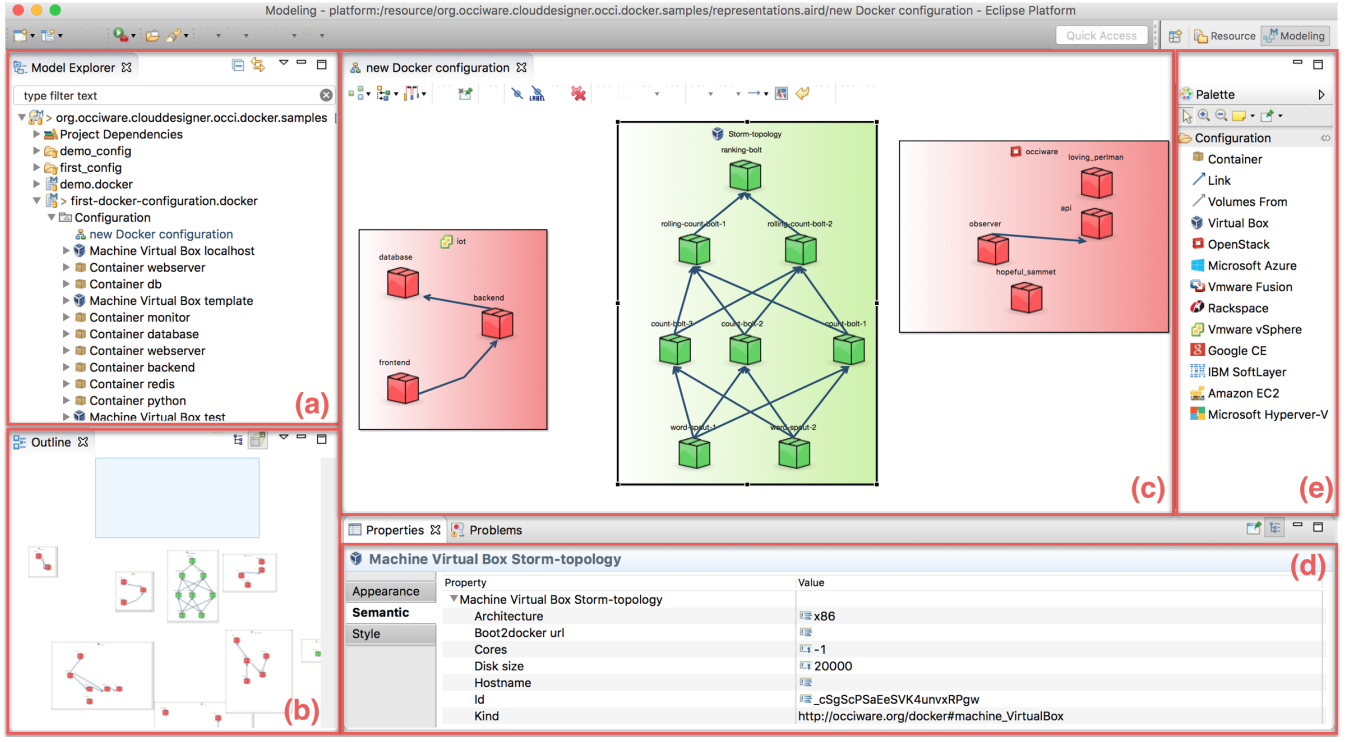 Modeling - platform:/resource/org.occiware.clouddesigner.occi.docker.samples/representations.aird/new Docker configuration - Eclipse Platform
Quick Access
Resource
Modeling
Model Explorer
type filter text
> org.occiware.clouddesigner.occi.docker.samples
Project Dependencies
demo_config
first_config
demo.docker
> first-docker-configuration.docker
Configuration
new Docker configuration
Machine Virtual Box localhost
Container webserver
Container db
Machine Virtual Box template
Container monitor
Container database
Container webserver
Container backend
Container redis
Container python
Machine Virtual Box test
(a)
Outline
(b)
new Docker configuration
LABEL
iot
database
backend
frontend
Storm-topology
ranking-bolt
rolling-count-bolt-1
rolling-count-bolt-2
count-bolt-3
count-bolt-2
count-bolt-1
word-spout-1
word-spout-2
occiware
loving_perlman
api
observer
hopeful_sammet
(c)
Palette
Configuration
Container
Link
Volumes From
Virtual Box
OpenStack
Microsoft Azure
Vmware Fusion
Rackspace
Vmware vSphere
Google CE
IBM SoftLayer
Amazon EC2
Microsoft Hyperver-V
(e)
Properties
Problems
Machine Virtual Box Storm-topology
(d)
Appearance
Semantic
Style
Property Value
Machine Virtual Box Storm-topology
Architecture x86
Boot2docker url
Cores -1
Disk size 20000
Hostname
Id _cSgScPSaEeSVK4unvxRPgw
Kind http://occiware.org/docker#machine_VirtualBox